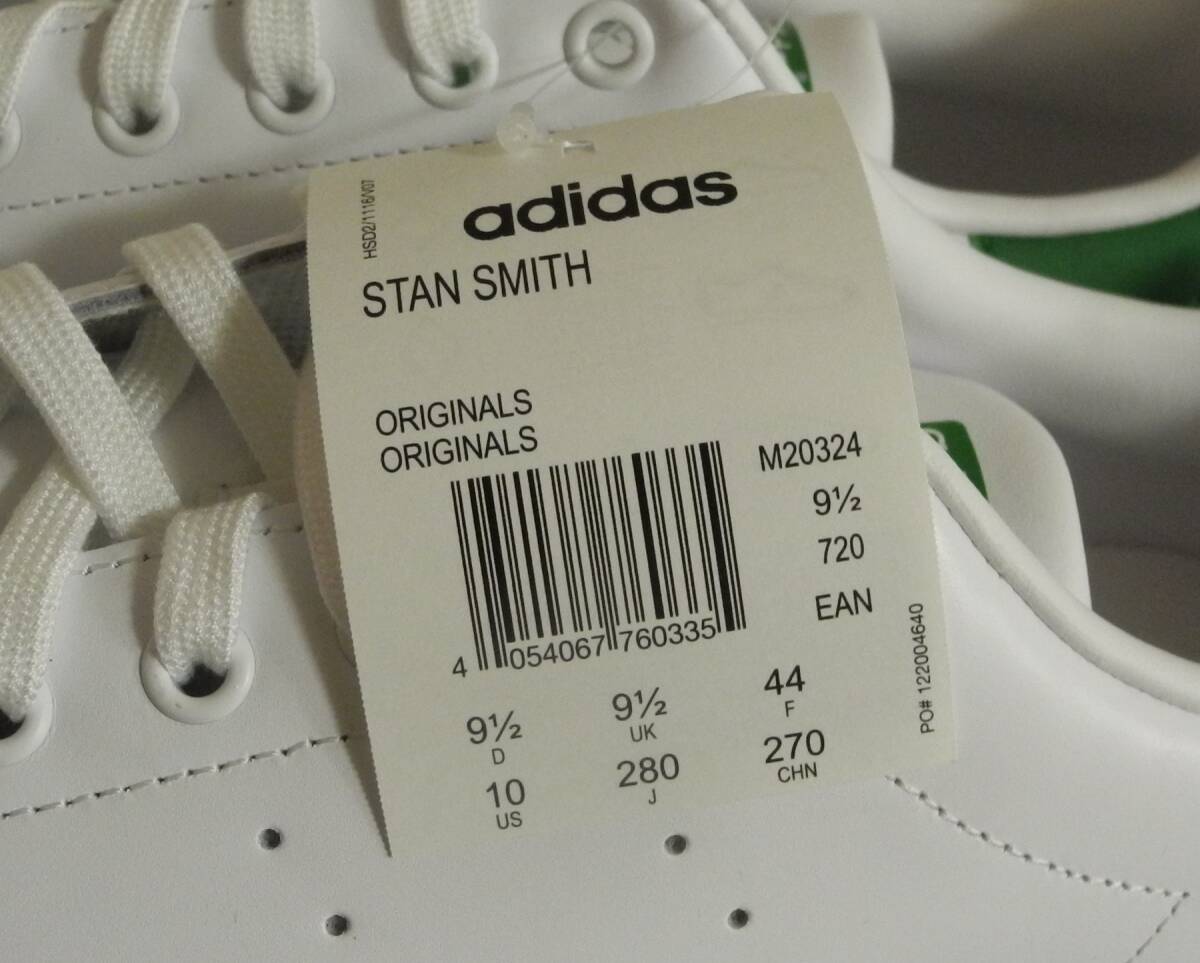 HSD2/1116/V07
adidas
STAN SMITH
ORIGINALS
ORIGINALS
M20324
9½
720
EAN
4 054067 760335
PO# 122004640
9½ 9½ 44
D UK F
10 280 270
US J CHN